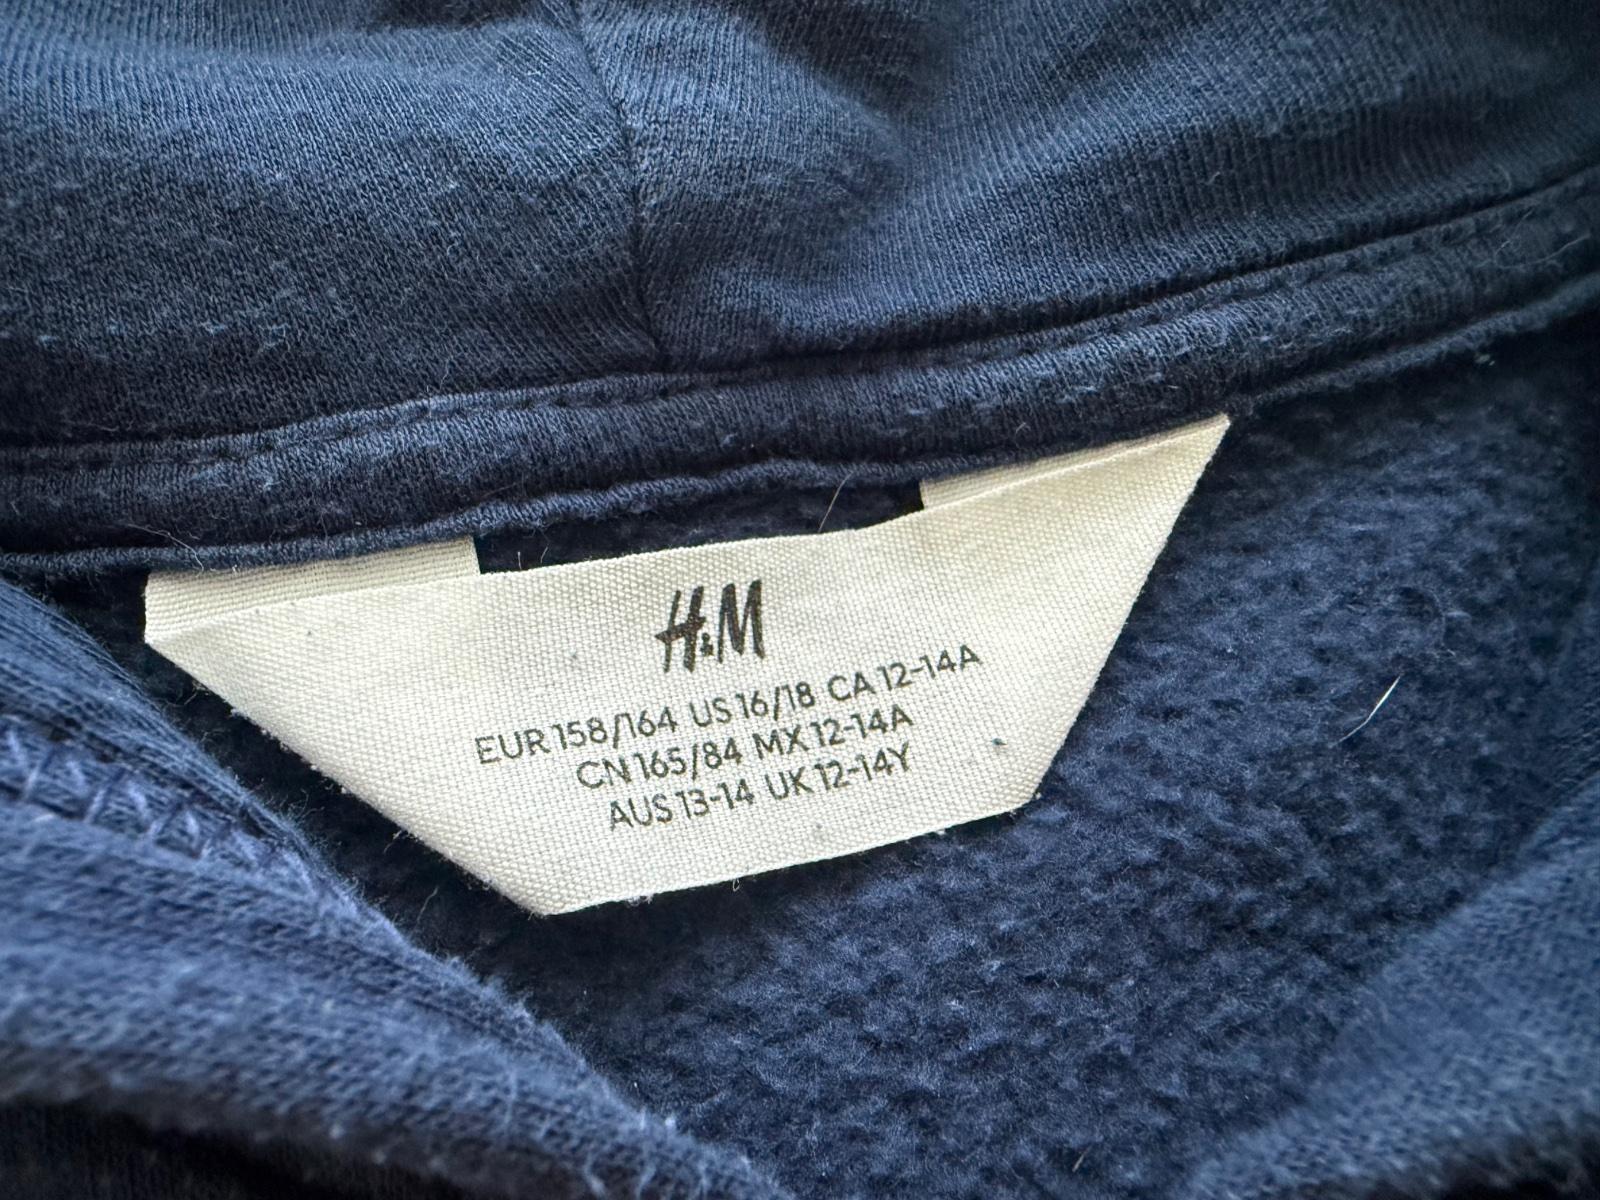 H&M
EUR 158/164 US 16/18 CA 12-14A
CN 165/84 MX 12-14A
AUS 13-14 UK 12-14Y